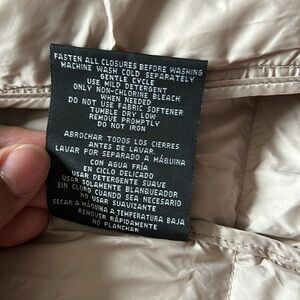 FASTEN ALL CLOSURES BEFORE WASHING
MACHINE WASH COLD SEPARATELY
GENTLE CYCLE
USE MILD DETERGENT
ONLY NON-CHLORINE BLEACH
WHEN NEEDED
DO NOT USE FABRIC SOFTENER
TUMBLE DRY LOW
REMOVE PROMPTLY
DO NOT IRON
ABROCHAR TODOS LOS CIERRES
ANTES DE LAVAR.
LAVAR POR SEPARADO A MÁQUINA
CON AGUA FRIA
EN CICLO DELICADO
USAR DETERGENTE SUAVE
USAR SOLAMENTE BLANQUEADOR
SIN CLORO CUANDO SEA NECESARIO
NO USAR SUAVIZANTE
SECAR A MÁQUINA A TEMPERATURA BAJA
REMOVER RÁPIDAMENTE
NO PLANCHAR